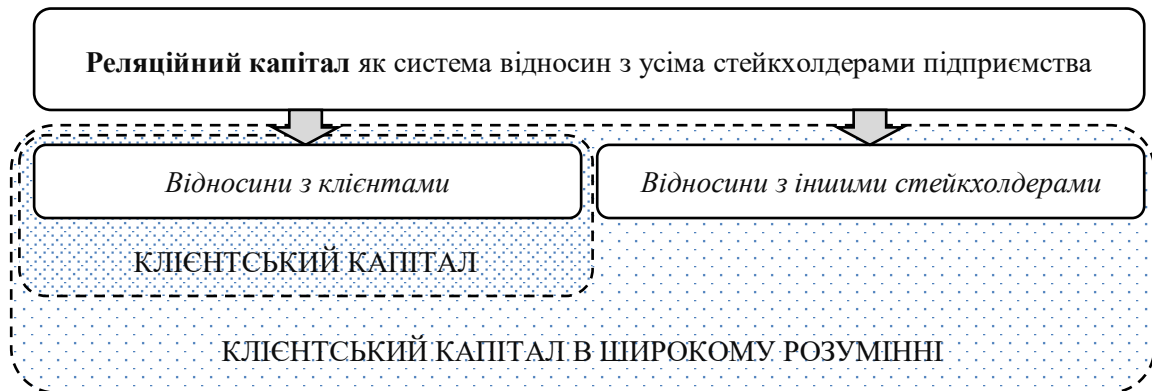 Реляційний капітал як система відносин з усіма стейкхолдерами підприємства
Відносини з клієнтами
Відносини з іншими стейкхолдерами
КЛІЄНТСЬКИЙ КАПІТАЛ
КЛІЄНТСЬКИЙ КАПІТАЛ В ШИРОКОМУ РОЗУМІННІ